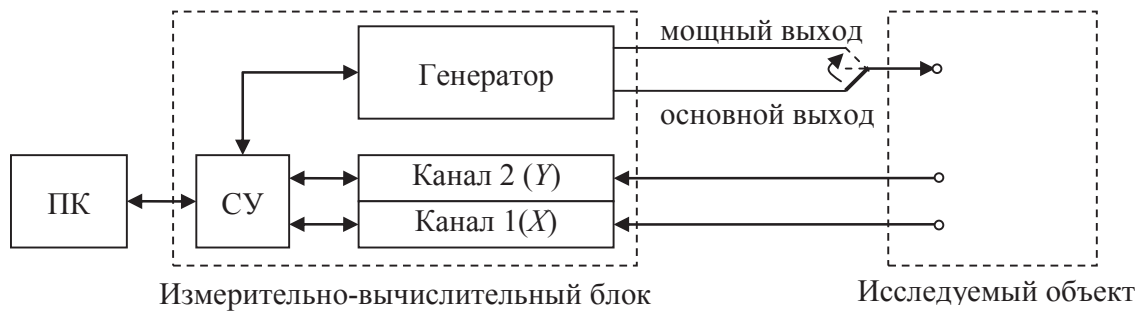 мощный выход
Генератор
основной выход
ПК
СУ
Канал 2 (Y)
Канал 1(X)
Измерительно-вычислительный блок
Исследуемый объект